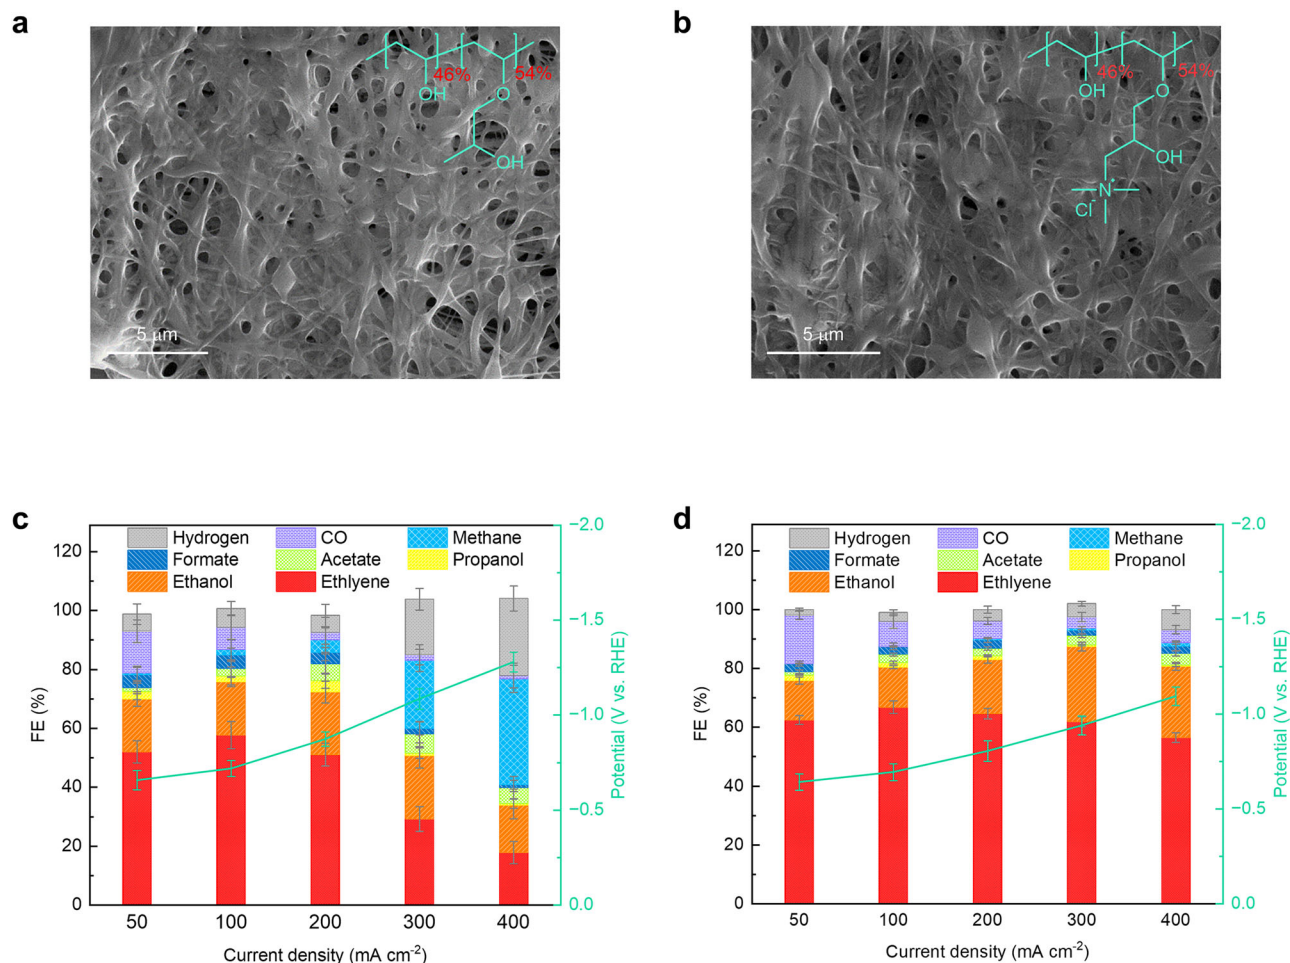 a
46%
54%
OH
O
OH
5 µm
b
46%
54%
OH
O
OH
N
Cl-
5 µm
c
Hydrogen CO Methane
Formate Acetate Propanol
Ethanol Ethlyene
FE (%)
120
100
80
60
40
20
0
50 100 200 300 400
Current density (mA cm⁻²)
−2.0
−1.5
−1.0
−0.5
0.0
Potential (V vs. RHE)
d
Hydrogen CO Methane
Formate Acetate Propanol
Ethanol Ethlyene
FE (%)
120
100
80
60
40
20
0
50 100 200 300 400
Current density (mA cm⁻²)
−2.0
−1.5
−1.0
−0.5
0.0
Potential (V vs. RHE)